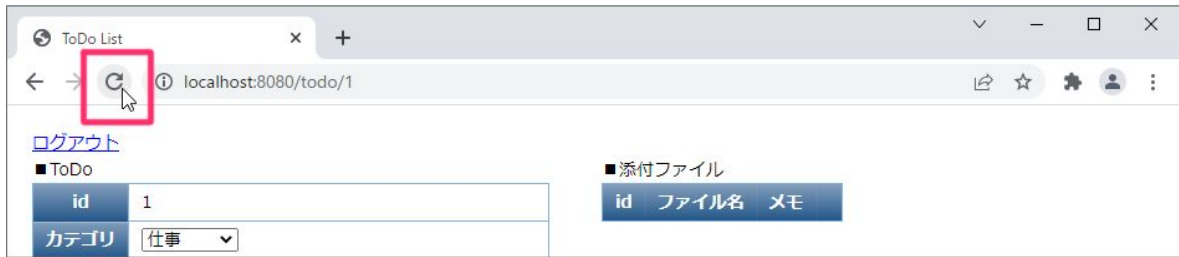 ToDo List
localhost:8080/todo/1
ログアウト
■ToDo
id 1
カテゴリ 仕事
■添付ファイル
id ファイル名 メモ